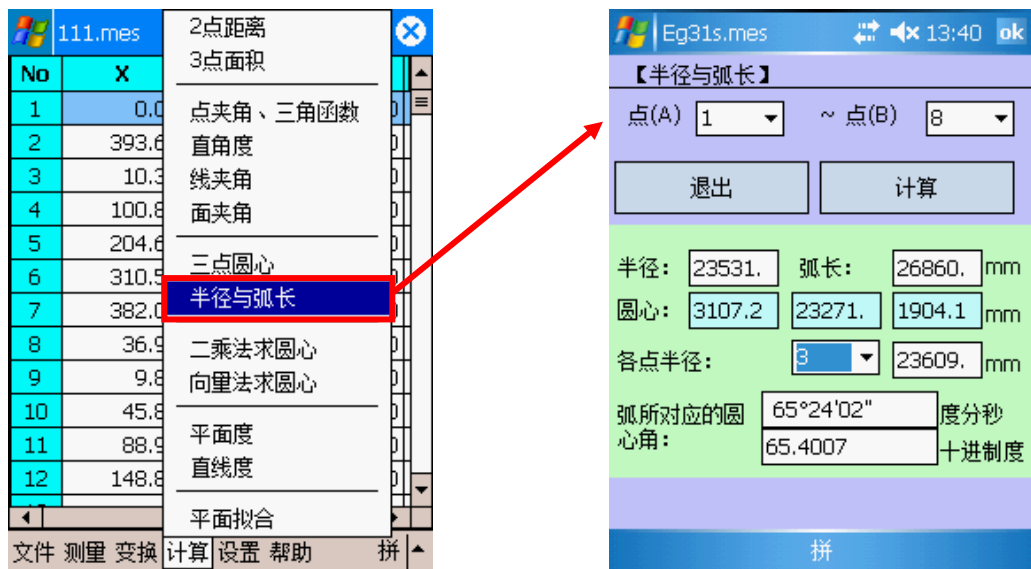 111.mes
No X
1 0.0
2 393.6
3 10.3
4 100.8
5 204.6
6 310.5
7 382.0
8 36.9
9 9.8
10 45.8
11 88.9
12 148.8
2点距离
3点面积
点夹角、三角函数
直角度
线夹角
面夹角
三点圆心
半径与弧长
二乘法求圆心
向量法求圆心
平面度
直线度
平面拟合
文件 测量 变换 计算 设置 帮助 拼
Eg31s.mes 13:40 ok
【半径与弧长】
点(A) 1 ~ 点(B) 8
退出 计算
半径: 23531. 弧长: 26860. mm
圆心: 3107.2 23271. 1904.1 mm
各点半径: 3 23609. mm
弧所对应的圆 65°24'02" 度分秒
心角: 65.4007 十进制度
拼